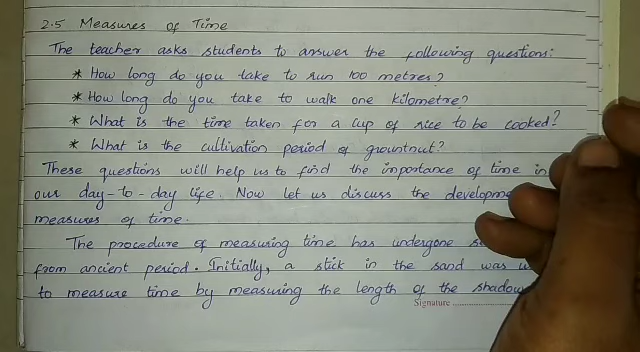 2.5 Measures of Time
The teacher asks students to answer the following questions:
* How long do you take to run 100 metres?
* How long do you take to walk one kilometre?
* What is the time taken for a cup of rice to be cooked?
* What is the cultivation period of grountnut?
These questions will help us to find the importance of time in
our day-to-day life. Now let us discuss the developme
measures of time.
The procedure of measuring time has undergone
from ancient period. Initially, a stick in the sand was
to measure time by measuring the length of the shadow
Signature